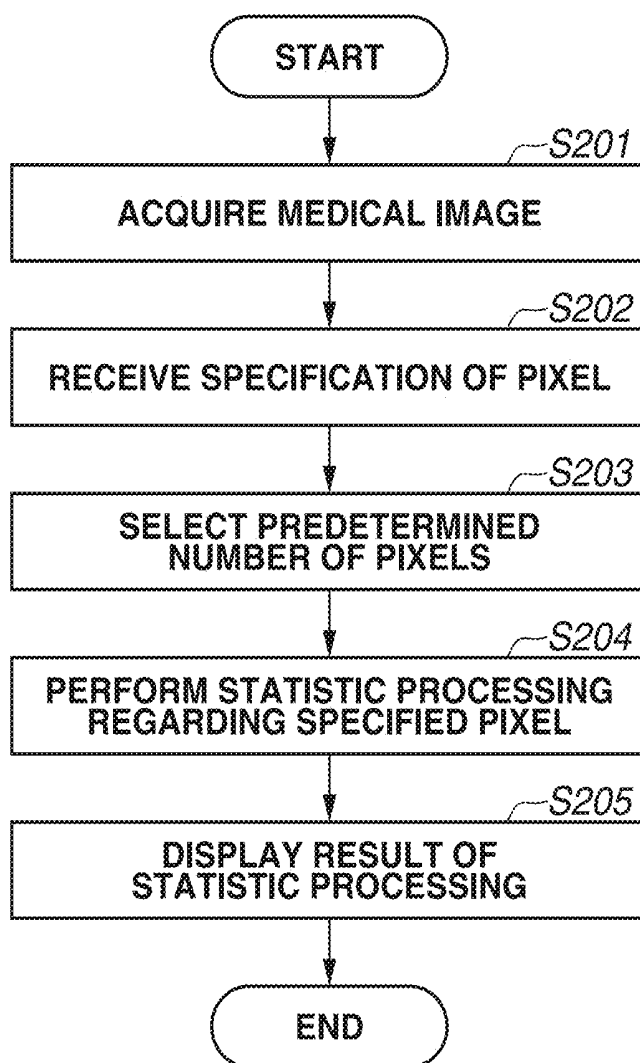 START
S201
ACQUIRE MEDICAL IMAGE
S202
RECEIVE SPECIFICATION OF PIXEL
S203
SELECT PREDETERMINED
NUMBER OF PIXELS
S204
PERFORM STATISTIC PROCESSING
REGARDING SPECIFIED PIXEL
S205
DISPLAY RESULT OF
STATISTIC PROCESSING
END